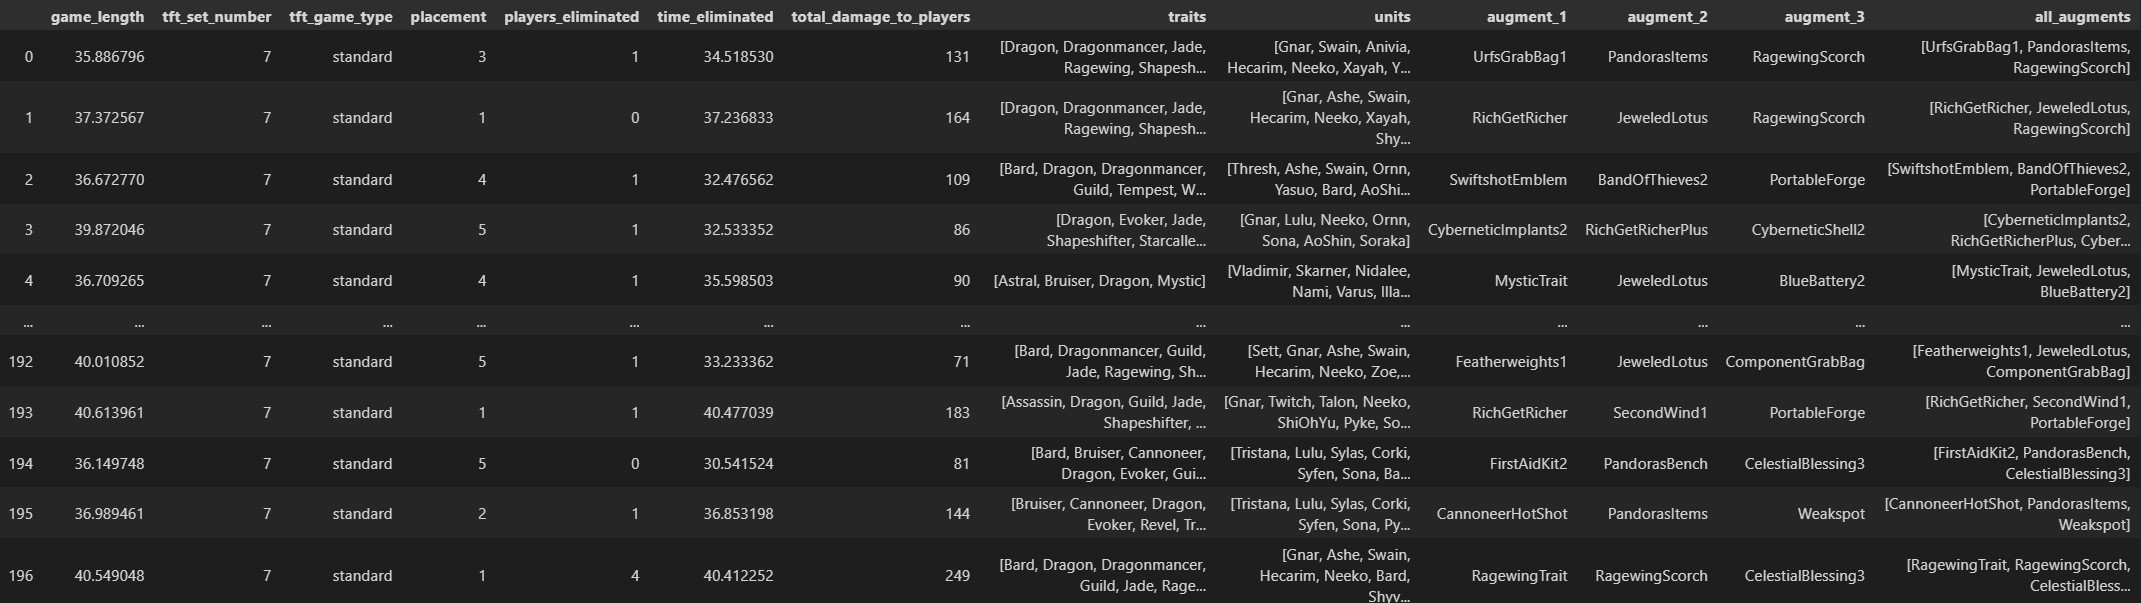 game_length tft_set_number tft_game_type placement players_eliminated time_eliminated total_damage_to_players traits units augment_1 augment_2 augment_3 all_augments
0 35.886796 7 standard 3 1 34.518530 131 [Dragon, Dragonmancer, Jade, Ragewing, Shapesh... [Gnar, Swain, Anivia, Hecarim, Neeko, Xayah, Y... UrfsGrabBag1 PandorasItems RagewingScorch [UrfsGrabBag1, PandorasItems, RagewingScorch]
1 37.372567 7 standard 1 0 37.236833 164 [Dragon, Dragonmancer, Jade, Ragewing, Shapesh... [Gnar, Ashe, Swain, Hecarim, Neeko, Xayah, Shy... RichGetRicher JeweledLotus RagewingScorch [RichGetRicher, JeweledLotus, RagewingScorch]
2 36.672770 7 standard 4 1 32.476562 109 [Bard, Dragon, Dragonmancer, Guild, Tempest, W... [Thresh, Ashe, Swain, Ornn, Yasuo, Bard, AoShi... SwiftshotEmblem BandOfThieves2 PortableForge [SwiftshotEmblem, BandOfThieves2, PortableForge]
3 39.872046 7 standard 5 1 32.533352 86 [Dragon, Evoker, Jade, Shapeshifter, Starcalle... [Gnar, Lulu, Neeko, Ornn, Sona, AoShin, Soraka] CyberneticImplants2 RichGetRicherPlus CyberneticShell2 [CyberneticImplants2, RichGetRicherPlus, Cyber...
4 36.709265 7 standard 4 1 35.598503 90 [Astral, Bruiser, Dragon, Mystic] [Vladimir, Skarner, Nidalee, Nami, Varus, Illa... MysticTrait JeweledLotus BlueBattery2 [MysticTrait, JeweledLotus, BlueBattery2]
... ... ... ... ... ... ... ... ... ... ... ... ... ...
192 40.010852 7 standard 5 1 33.233362 71 [Bard, Dragonmancer, Guild, Jade, Ragewing, Sh... [Sett, Gnar, Ashe, Swain, Hecarim, Neeko, Zoe,... Featherweights1 JeweledLotus ComponentGrabBag [Featherweights1, JeweledLotus, ComponentGrabBag]
193 40.613961 7 standard 1 1 40.477039 183 [Assassin, Dragon, Guild, Jade, Shapeshifter, ... [Gnar, Twitch, Talon, Neeko, ShiOhYu, Pyke, So... RichGetRicher SecondWind1 PortableForge [RichGetRicher, SecondWind1, PortableForge]
194 36.149748 7 standard 5 0 30.541524 81 [Bard, Bruiser, Cannoneer, Dragon, Evoker, Gui... [Tristana, Lulu, Sylas, Corki, Syfen, Sona, Ba... FirstAidKit2 PandorasBench CelestialBlessing3 [FirstAidKit2, PandorasBench, CelestialBlessing3]
195 36.989461 7 standard 2 1 36.853198 144 [Bruiser, Cannoneer, Dragon, Evoker, Revel, Tr... [Tristana, Lulu, Sylas, Corki, Syfen, Sona, Py... CannoneerHotShot PandorasItems Weakspot [CannoneerHotShot, PandorasItems, Weakspot]
196 40.549048 7 standard 1 4 40.412252 249 [Bard, Dragon, Dragonmancer, Guild, Jade, Rage... [Gnar, Ashe, Swain, Hecarim, Neeko, Bard, Shyv... RagewingTrait RagewingScorch CelestialBlessing3 [RagewingTrait, RagewingScorch, CelestialBless...